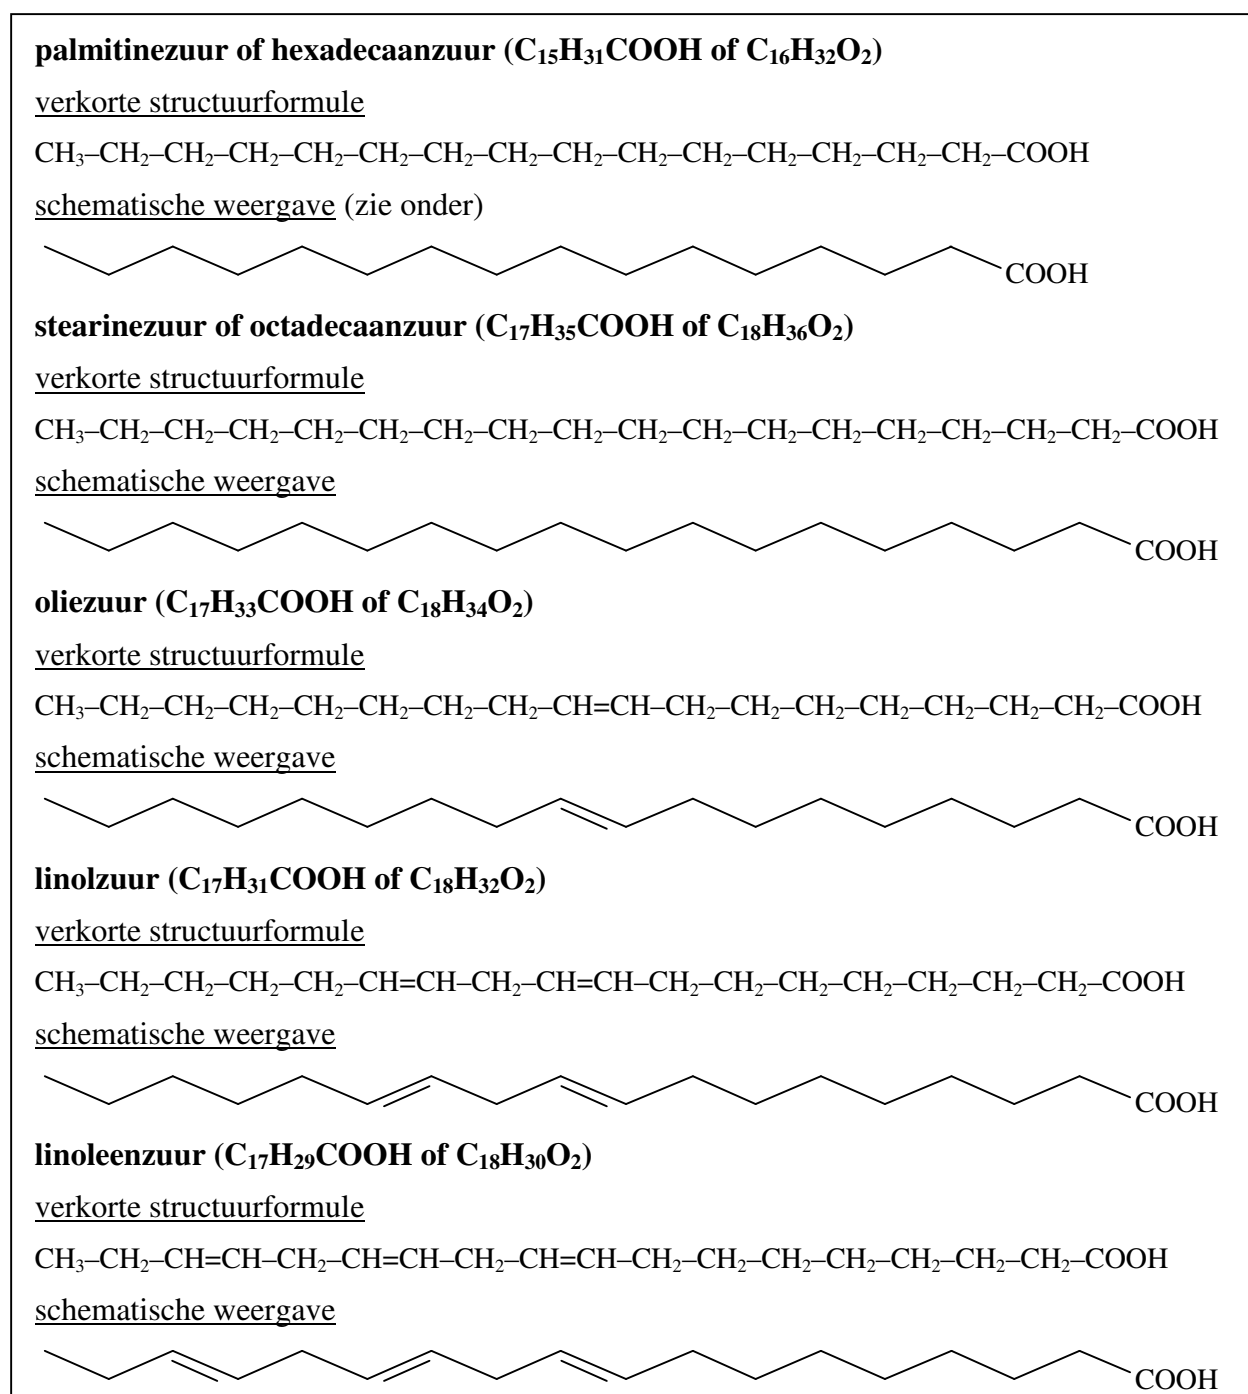 palmitinezuur of hexadecaanzuur (C₁₅H₃₁COOH of C₁₆H₃₂O₂)
verkorte structuurformule
CH₃–CH₂–CH₂–CH₂–CH₂–CH₂–CH₂–CH₂–CH₂–CH₂–CH₂–CH₂–CH₂–CH₂–CH₂–COOH
schematische weergave (zie onder)
COOH
stearinezuur of octadecaanzuur (C₁₇H₃₅COOH of C₁₈H₃₆O₂)
verkorte structuurformule
CH₃–CH₂–CH₂–CH₂–CH₂–CH₂–CH₂–CH₂–CH₂–CH₂–CH₂–CH₂–CH₂–CH₂–CH₂–CH₂–CH₂–COOH
schematische weergave
COOH
oliezuur (C₁₇H₃₃COOH of C₁₈H₃₄O₂)
verkorte structuurformule
CH₃–CH₂–CH₂–CH₂–CH₂–CH₂–CH₂–CH₂–CH=CH–CH₂–CH₂–CH₂–CH₂–CH₂–CH₂–CH₂–COOH
schematische weergave
COOH
linolzuur (C₁₇H₃₁COOH of C₁₈H₃₂O₂)
verkorte structuurformule
CH₃–CH₂–CH₂–CH₂–CH₂–CH=CH–CH₂–CH=CH–CH₂–CH₂–CH₂–CH₂–CH₂–CH₂–CH₂–COOH
schematische weergave
COOH
linoleenzuur (C₁₇H₂₉COOH of C₁₈H₃₀O₂)
verkorte structuurformule
CH₃–CH₂–CH=CH–CH₂–CH=CH–CH₂–CH=CH–CH₂–CH₂–CH₂–CH₂–CH₂–CH₂–CH₂–COOH
schematische weergave
COOH